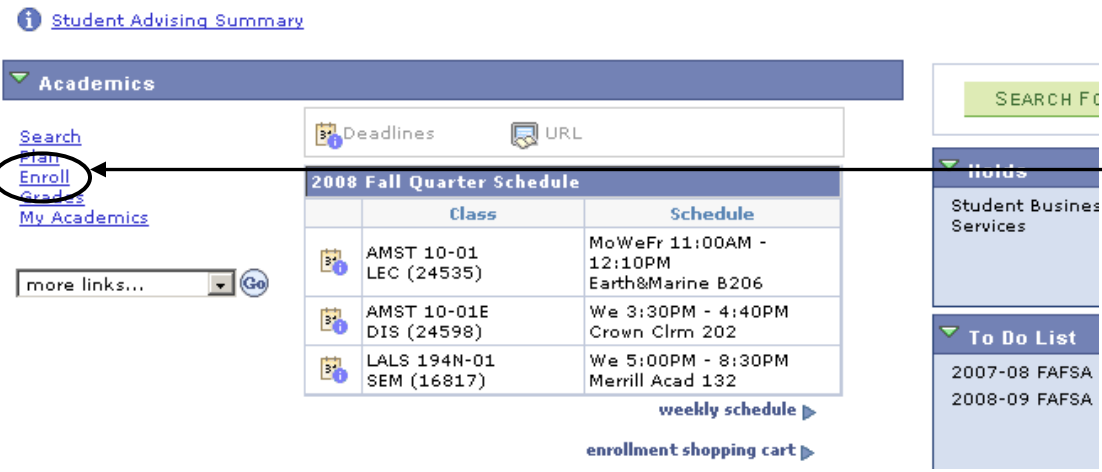 Student Advising Summary
Academics
Search
Plan
Enroll
Grades
My Academics
more links...
Go
Deadlines
URL
2008 Fall Quarter Schedule
Class Schedule
AMST 10-01
LEC (24535)
MoWeFr 11:00AM -
12:10PM
Earth&Marine B206
AMST 10-01E
DIS (24598)
We 3:30PM - 4:40PM
Crown Clrm 202
LALS 194N-01
SEM (16817)
We 5:00PM - 8:30PM
Merrill Acad 132
weekly schedule
enrollment shopping cart
SEARCH
Holds
Student
Services
To Do List
2007-08 FAFSA
2008-09 FAFSA